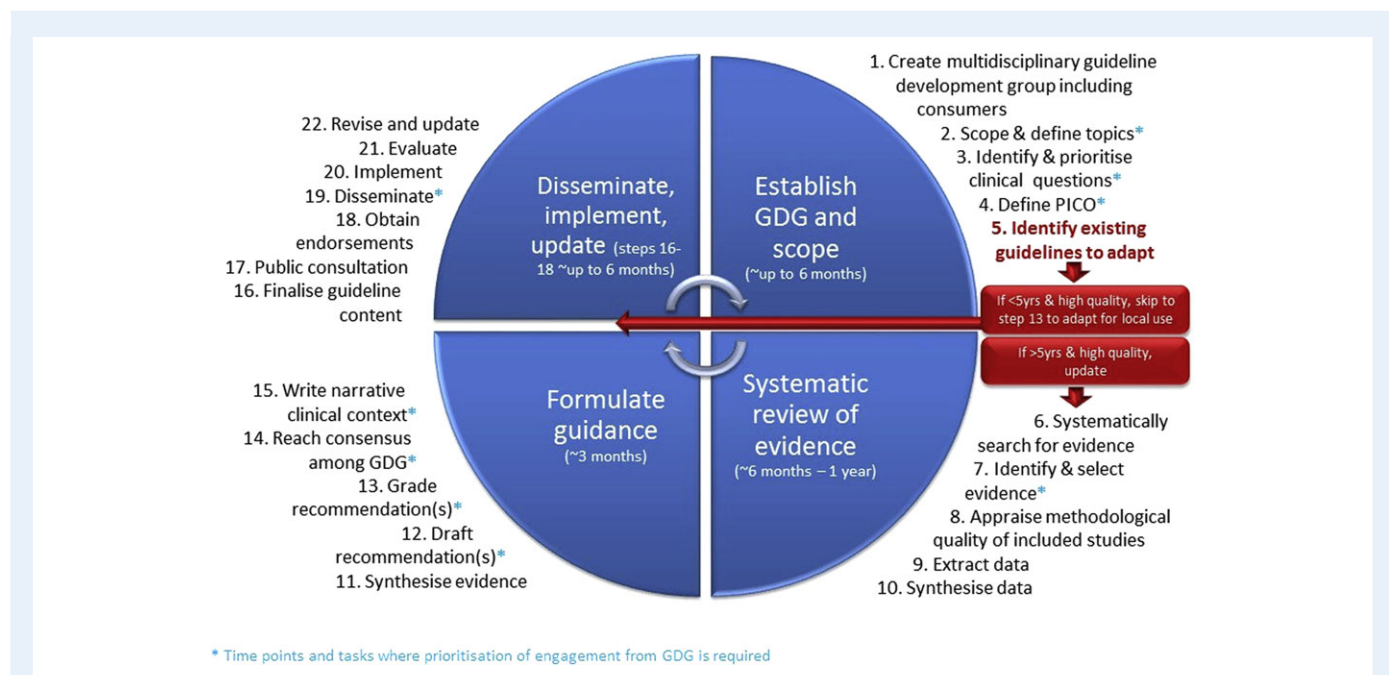 1. Create multidisciplinary guideline
development group including
consumers
2. Scope & define topics*
3. Identify & prioritise
clinical questions*
4. Define PICO*
5. Identify existing
guidelines to adapt
If <5yrs & high quality, skip to
step 13 to adapt for local use
If >5yrs & high quality,
update
6. Systematically
search for evidence
7. Identify & select
evidence*
8. Appraise methodological
quality of included studies
9. Extract data
10. Synthesise data
Establish
GDG and
scope
(~up to 6 months)
Systematic
review of
evidence
(~6 months – 1 year)
Formulate
guidance
(~3 months)
Disseminate,
implement,
update (steps 16-
18 ~up to 6 months)
15. Write narrative
clinical context*
14. Reach consensus
among GDG*
13. Grade
recommendation(s)*
12. Draft
recommendation(s)*
11. Synthesise evidence
22. Revise and update
21. Evaluate
20. Implement
19. Disseminate*
18. Obtain
endorsements
17. Public consultation
16. Finalise guideline
content
* Time points and tasks where prioritisation of engagement from GDG is required